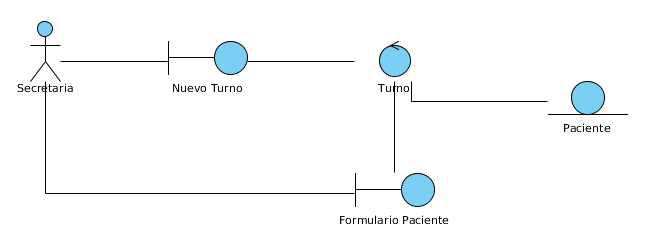 Secretaria
Nuevo Turno
Turno
Paciente
Formulario Paciente